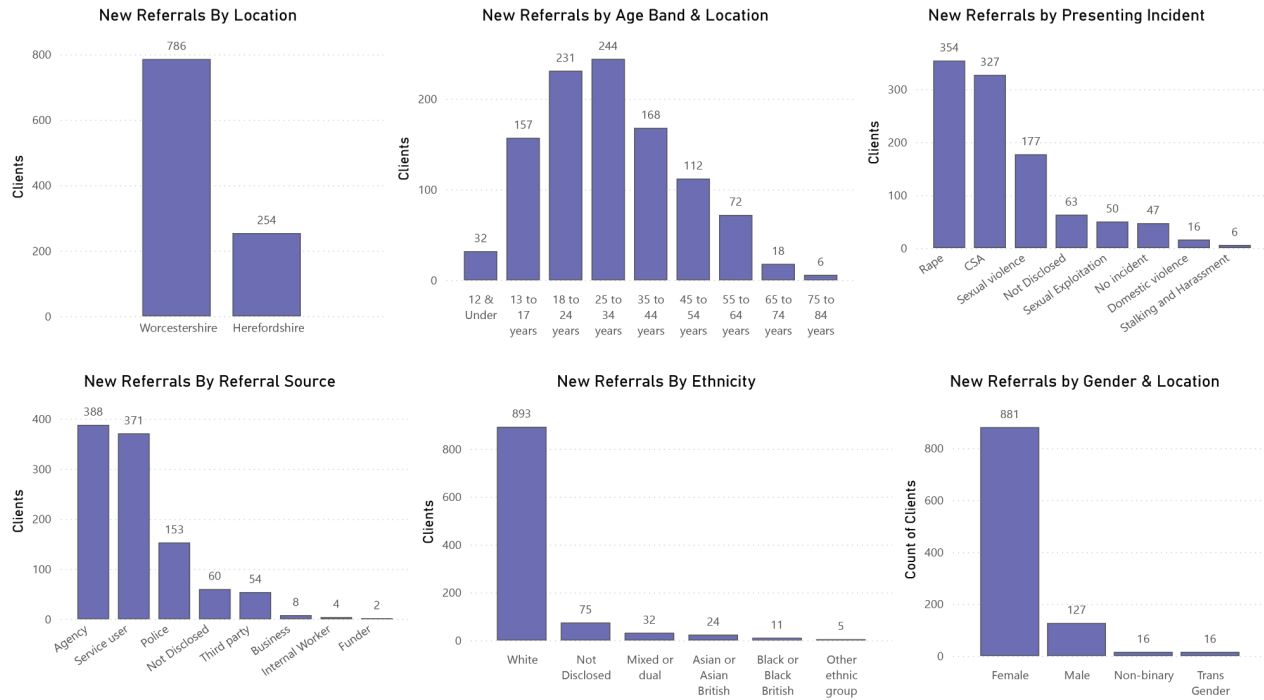 New Referrals By Location
Clients
800
600
400
200
0
786
254
Worcestershire
Herefordshire
New Referrals by Age Band & Location
Clients
200
100
0
32
157
231
244
168
112
72
18
6
12 &
Under
13 to
17
years
18 to
24
years
25 to
34
years
35 to
44
years
45 to
54
years
55 to
64
years
65 to
74
years
75 to
84
years
New Referrals by Presenting Incident
Clients
300
200
100
0
354
327
177
63
50
47
16
6
Rape
CSA
Sexual violence
Not Disclosed
Sexual Exploitation
No incident
Domestic violence
Stalking and Harassment
New Referrals By Referral Source
Clients
400
300
200
100
0
388
371
153
60
54
8
4
2
Agency
Service user
Police
Not Disclosed
Third party
Business
Internal Worker
Funder
New Referrals By Ethnicity
Clients
800
600
400
200
0
893
75
32
24
11
5
White
Not
Disclosed
Mixed or
dual
Asian or
Asian
British
Black or
Black
British
Other
ethnic
group
New Referrals by Gender & Location
Count of Clients
800
600
400
200
0
881
127
16
16
Female
Male
Non-binary
Trans
Gender